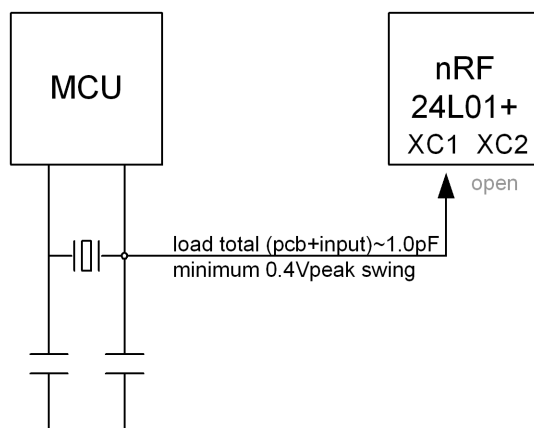 MCU
nRF
24L01+
XC1 XC2
open
load total (pcb+input)~1.0pF
minimum 0.4Vpeak swing